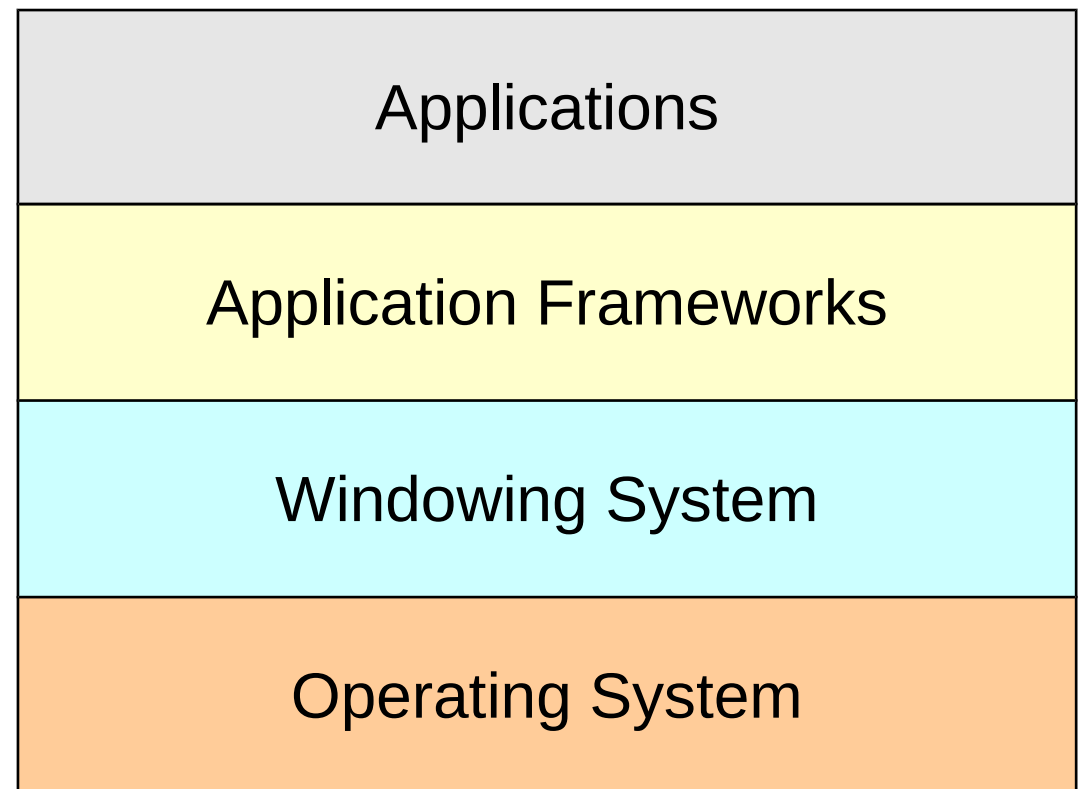 Applications
Application Frameworks
Windowing System
Operating System